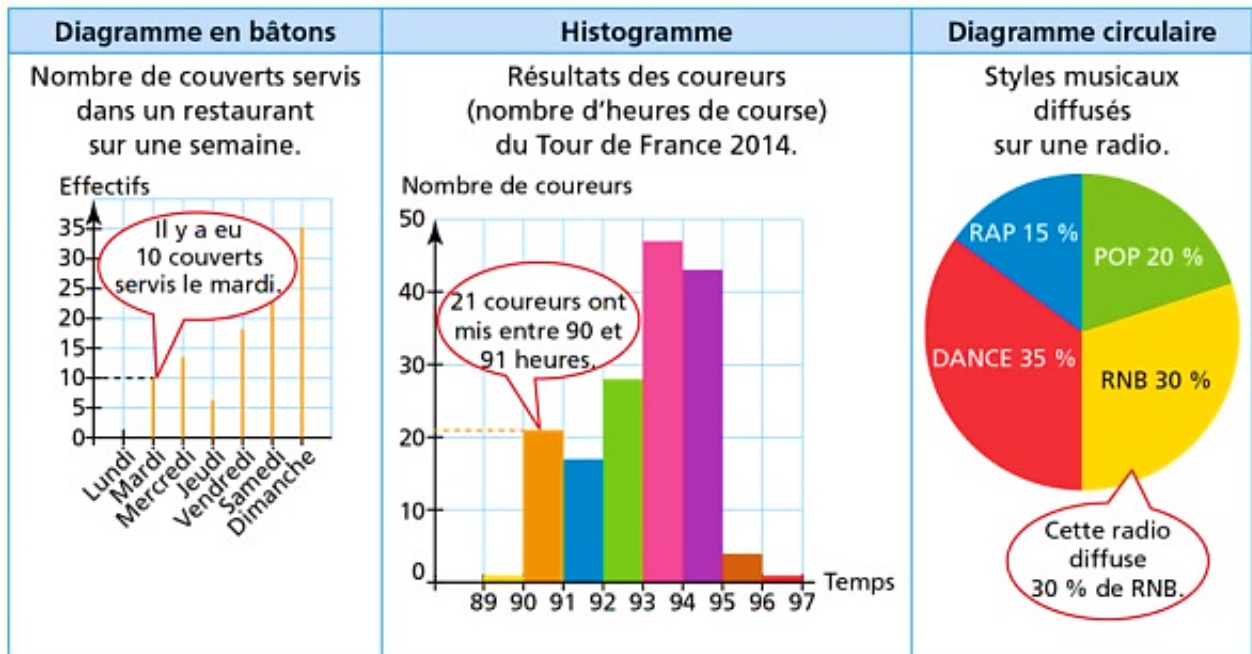 Diagramme en bâtons
Nombre de couverts servis
dans un restaurant
sur une semaine.
Effectifs
35
30
25
20
15
10
5
0
Il y a eu
10 couverts
servis le mardi.
Lundi
Mardi
Mercredi
Jeudi
Vendredi
Samedi
Dimanche
Histogramme
Résultats des coureurs
(nombre d’heures de course)
du Tour de France 2014.
Nombre de coureurs
50
40
30
20
10
0
21 coureurs ont
mis entre 90 et
91 heures.
89 90 91 92 93 94 95 96 97
Temps
Diagramme circulaire
Styles musicaux
diffusés
sur une radio.
RAP 15 %
POP 20 %
DANCE 35 %
RNB 30 %
Cette radio
diffuse
30 % de RNB.